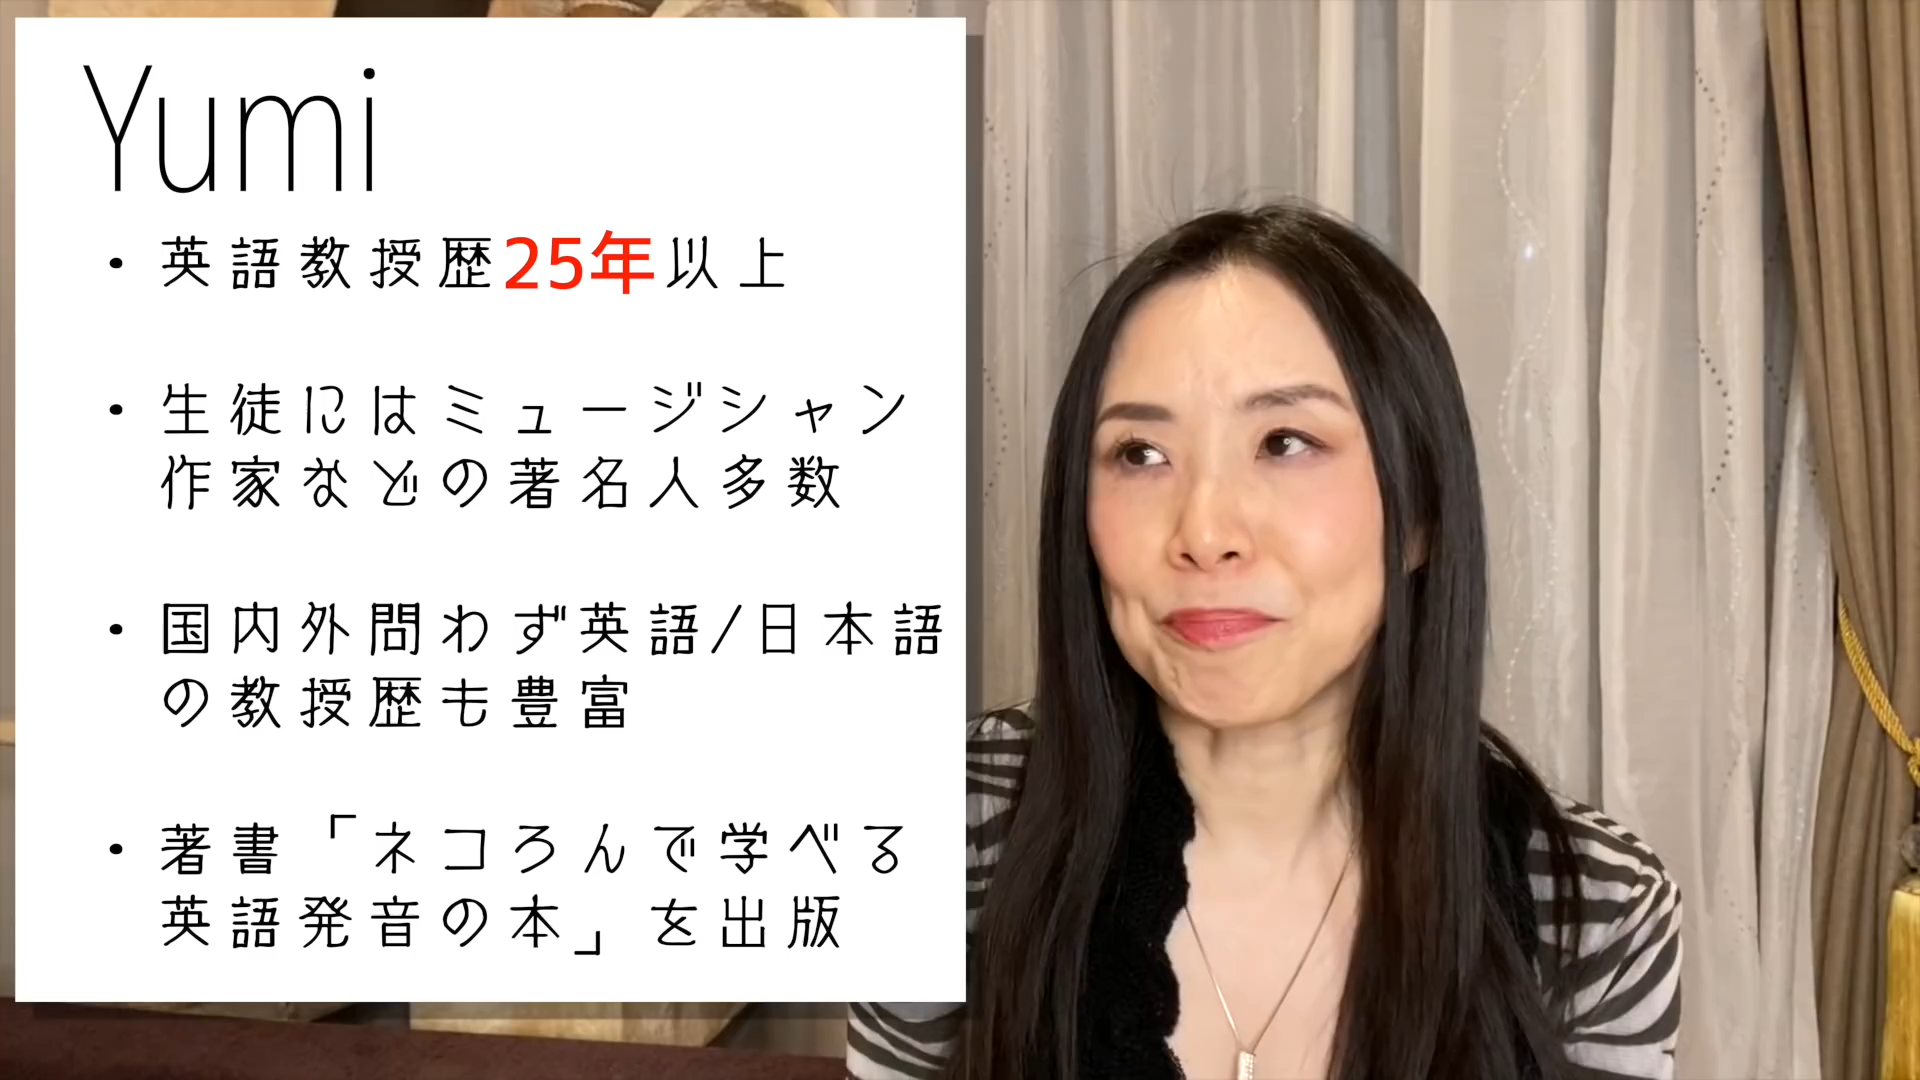 Yumi
・英語教授歴25年以上
・生徒にはミュージシャン
作家などの著名人多数
・国内外問わず英語/日本語
の教授歴も豊富
・著書「ネコろんで学べる
英語発音の本」を出版